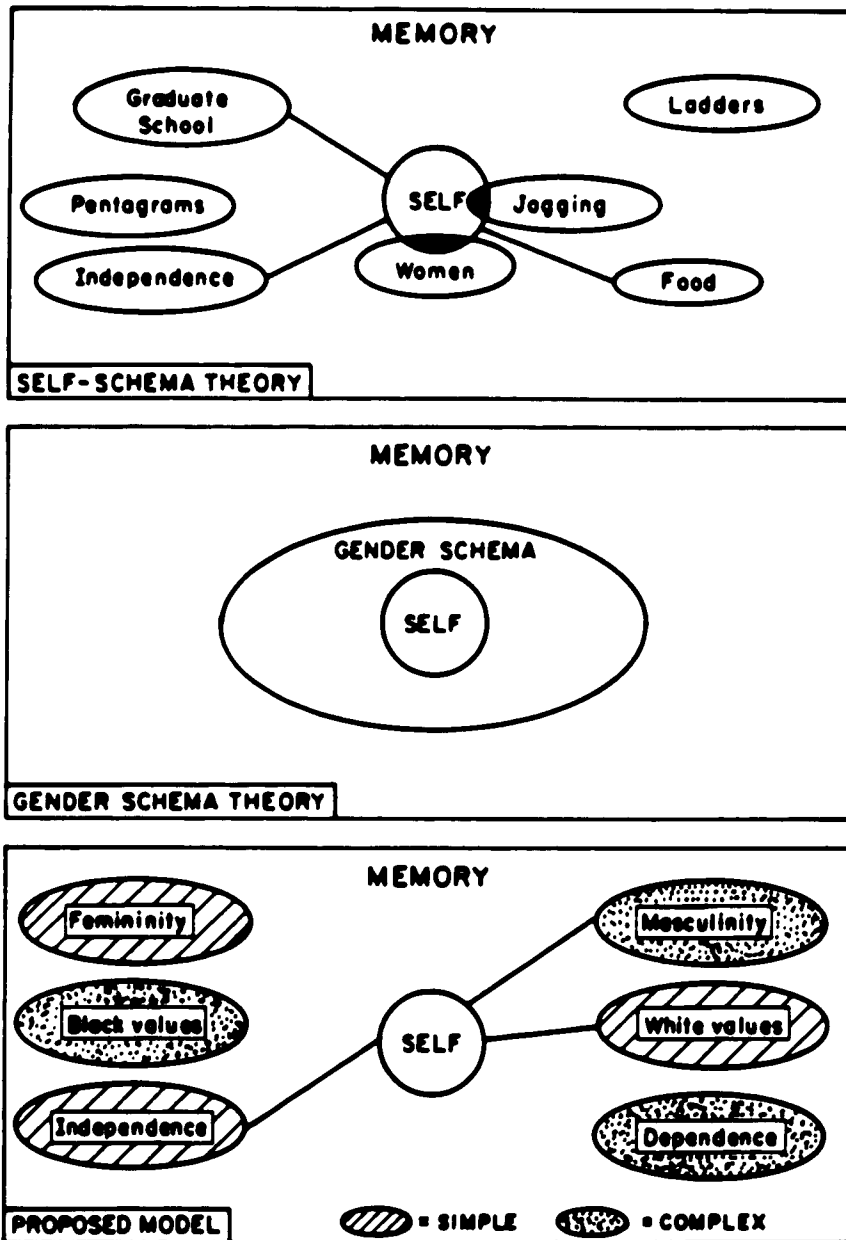 MEMORY
Graduate
School
Ladders
Pentagrams
SELF
Jogging
Independence
Women
Food
SELF-SCHEMA THEORY
MEMORY
GENDER SCHEMA
SELF
GENDER SCHEMA THEORY
MEMORY
Femininity
Masculinity
Black values
SELF
White values
Independence
Dependence
PROPOSED MODEL
= SIMPLE
= COMPLEX